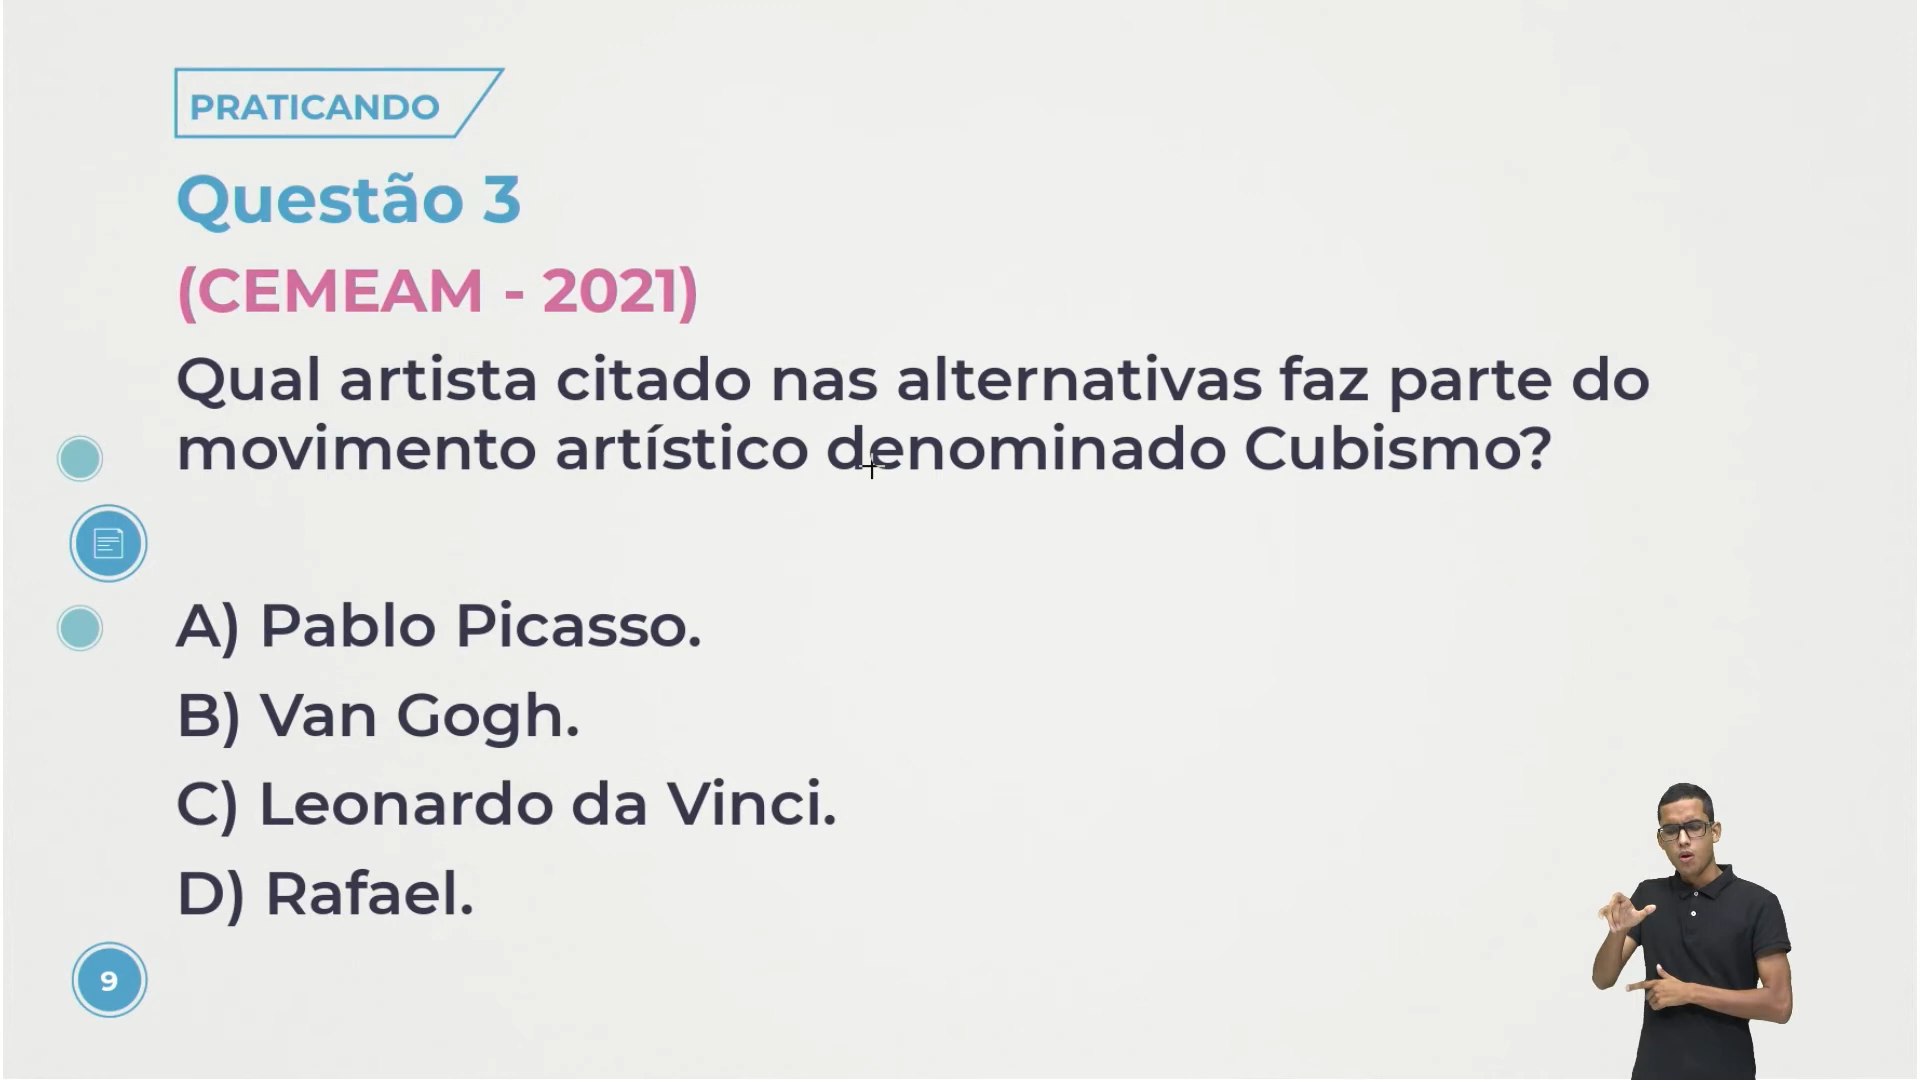 PRATICANDO
Questão 3
(CEMEAM - 2021)
Qual artista citado nas alternativas faz parte do
movimento artístico denominado Cubismo?
A) Pablo Picasso.
B) Van Gogh.
C) Leonardo da Vinci.
D) Rafael.
9